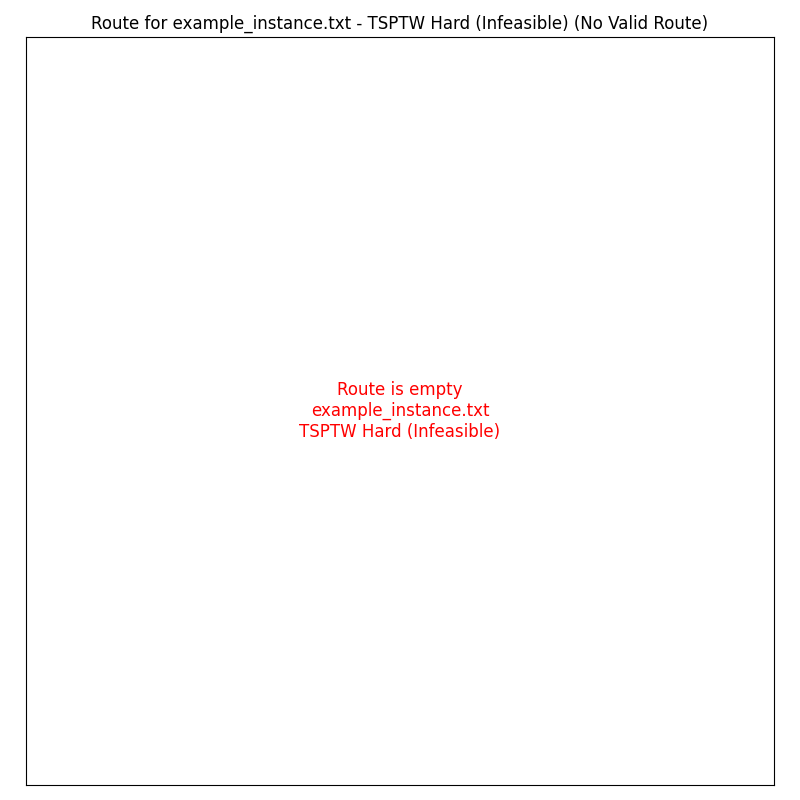 Route for example_instance.txt - TSPTW Hard (Infeasible) (No Valid Route)
Route is empty
example_instance.txt
TSPTW Hard (Infeasible)